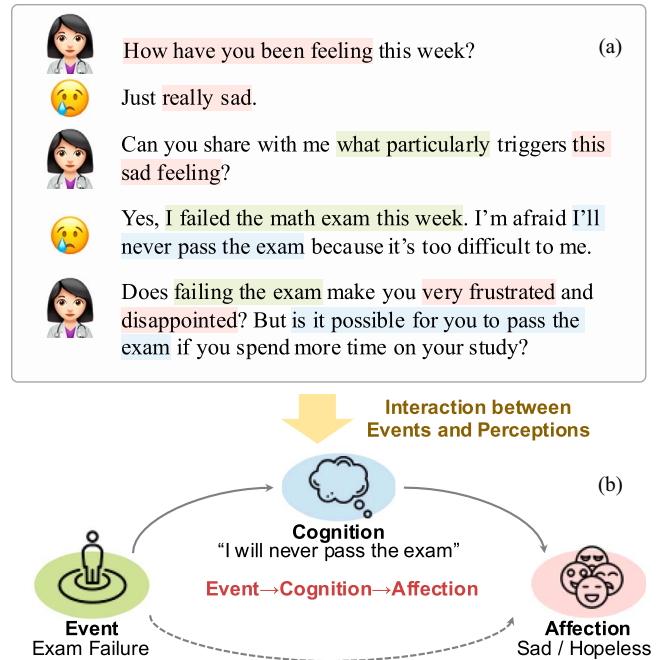 (a)
How have you been feeling this week?
Just really sad.
Can you share with me what particularly triggers this
sad feeling?
Yes, I failed the math exam this week. I’m afraid I’ll
never pass the exam because it’s too difficult to me.
Does failing the exam make you very frustrated and
disappointed? But is it possible for you to pass the
exam if you spend more time on your study?
Interaction between
Events and Perceptions
(b)
Cognition
“I will never pass the exam”
Event→Cognition→Affection
Event
Exam Failure
Affection
Sad / Hopeless